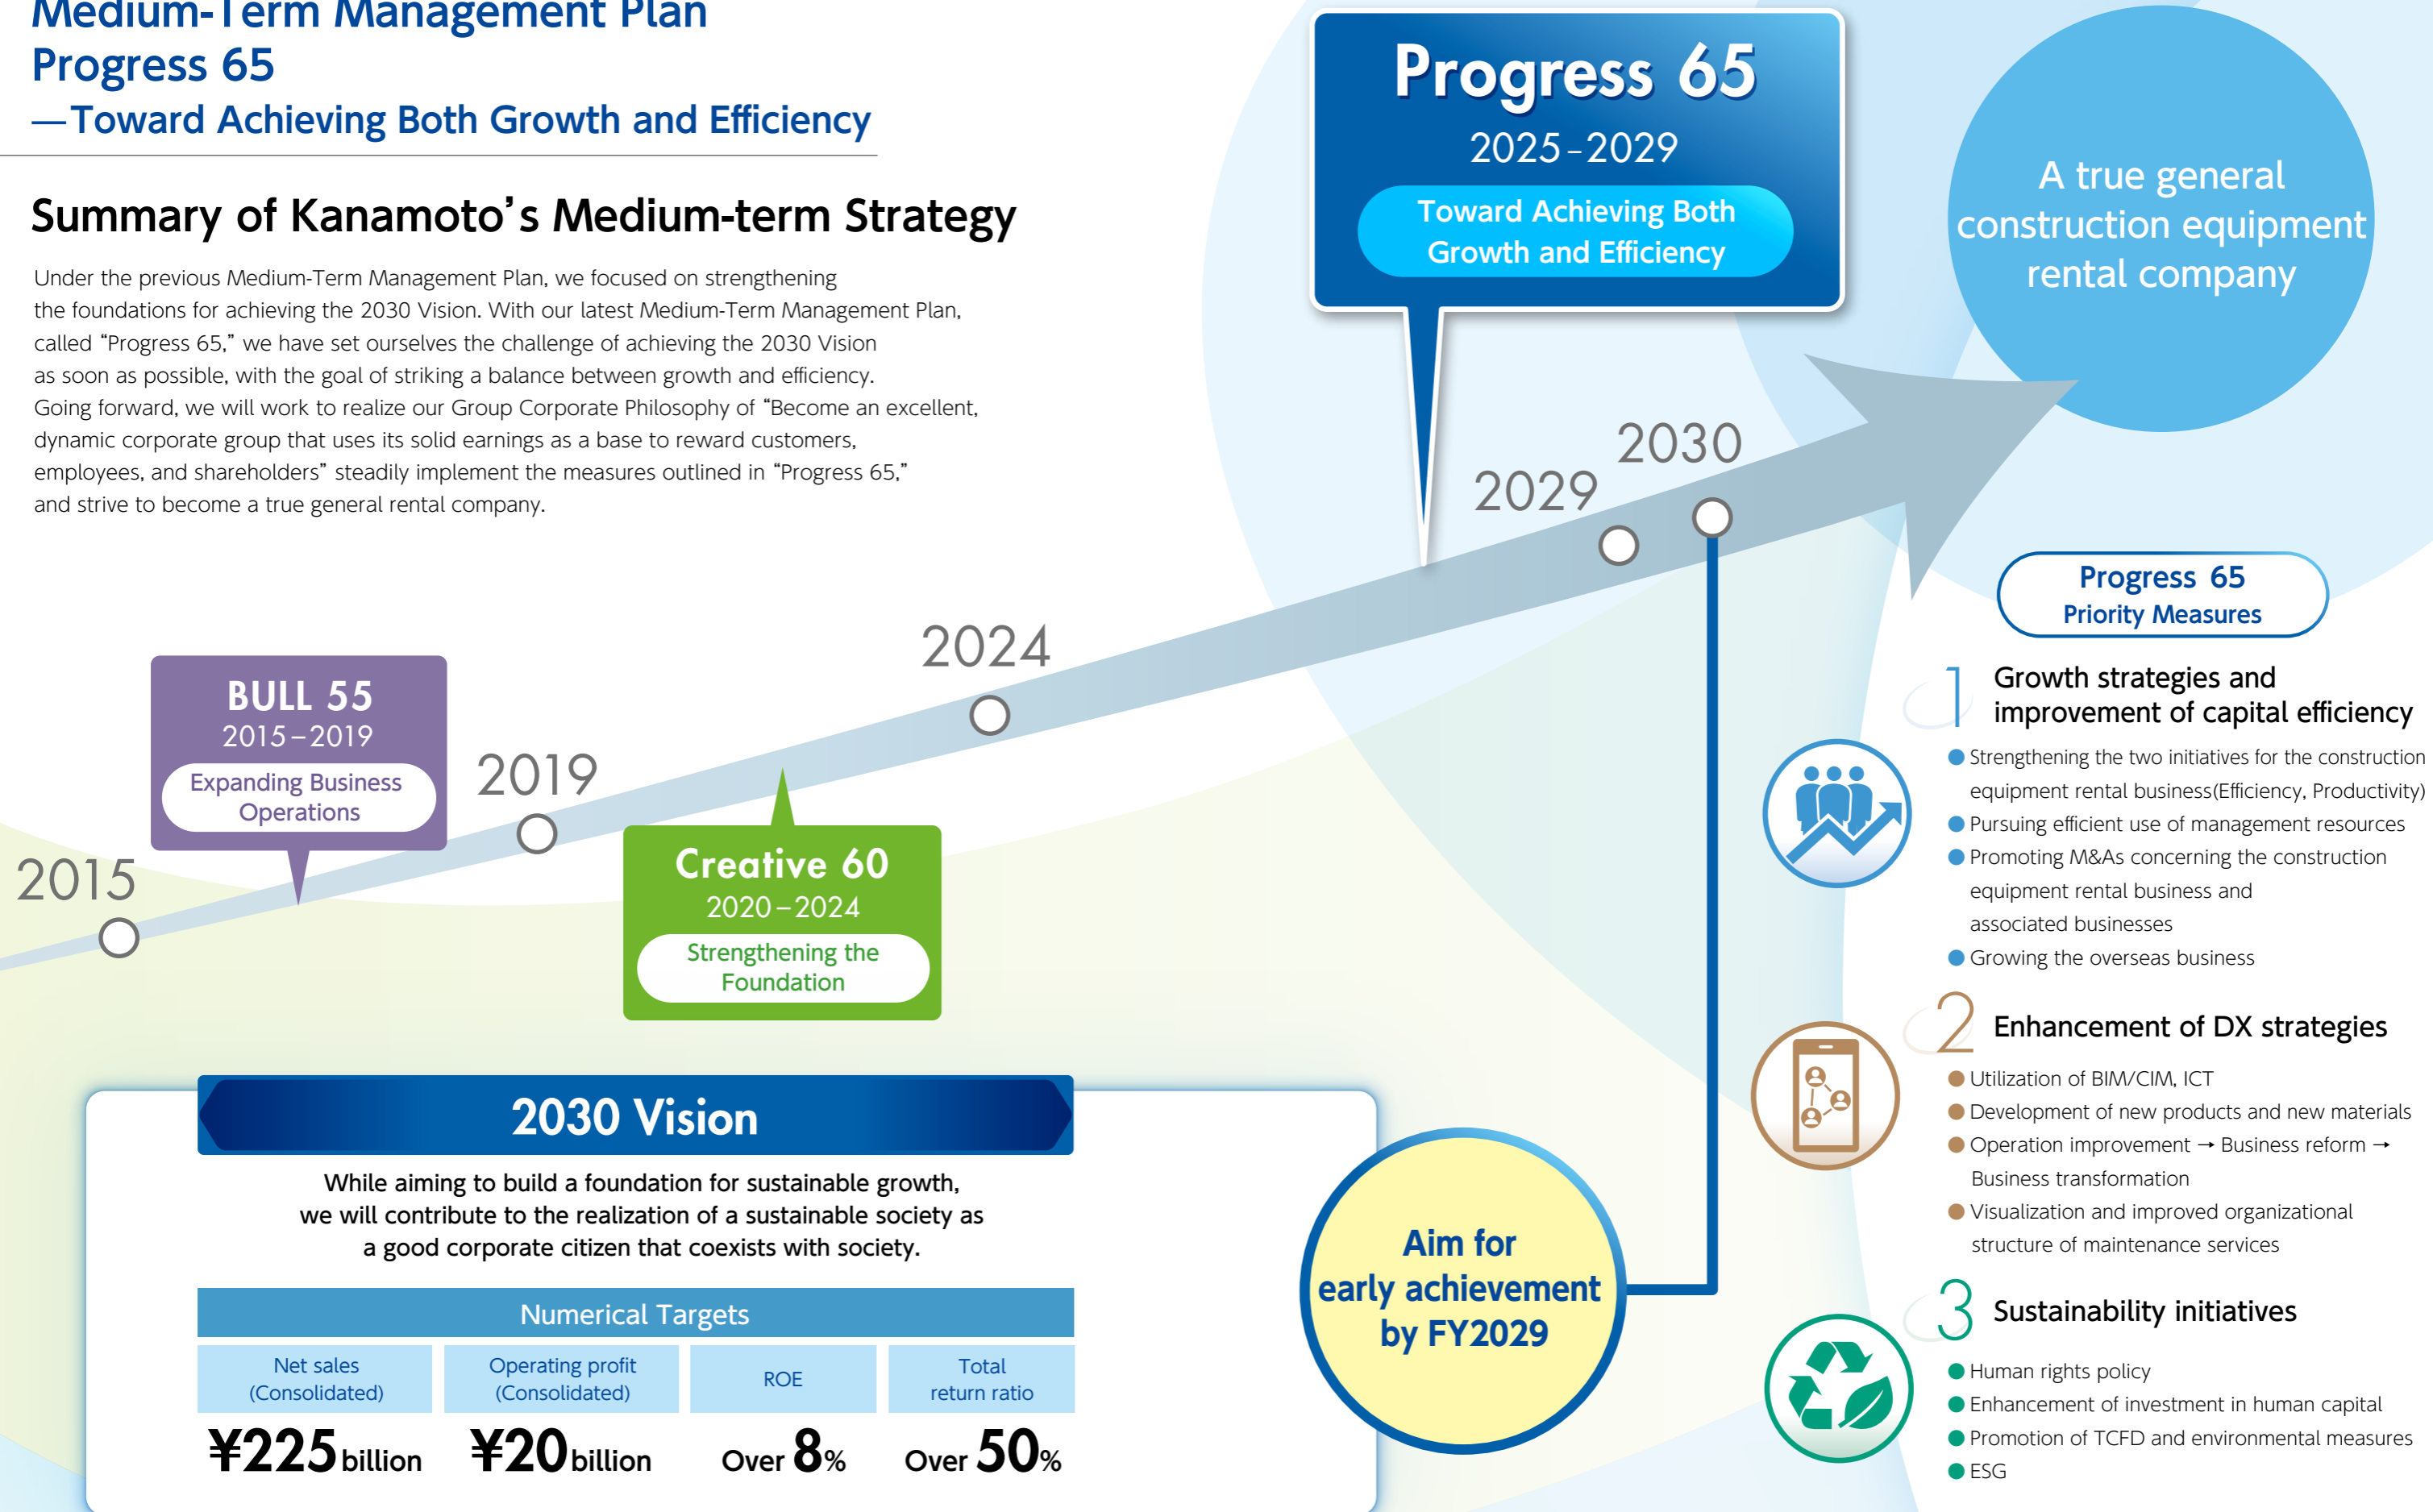 Medium-Term Management Plan
Progress 65
—Toward Achieving Both Growth and Efficiency
Summary of Kanamoto's Medium-term Strategy
Under the previous Medium-Term Management Plan, we focused on strengthening
the foundations for achieving the 2030 Vision. With our latest Medium-Term Management Plan,
called “Progress 65,” we have set ourselves the challenge of achieving the 2030 Vision
as soon as possible, with the goal of striking a balance between growth and efficiency.
Going forward, we will work to realize our Group Corporate Philosophy of “Become an excellent,
dynamic corporate group that uses its solid earnings as a base to reward customers,
employees, and shareholders” steadily implement the measures outlined in “Progress 65,”
and strive to become a true general rental company.
Progress 65
2025–2029
Toward Achieving Both
Growth and Efficiency
A true general
construction equipment
rental company
2030
2029
2024
2019
2015
BULL 55
2015–2019
Expanding Business
Operations
Creative 60
2020–2024
Strengthening the
Foundation
2030 Vision
While aiming to build a foundation for sustainable growth,
we will contribute to the realization of a sustainable society as
a good corporate citizen that coexists with society.
Numerical Targets
Net sales
(Consolidated)
¥225 billion
Operating profit
(Consolidated)
¥20 billion
ROE
Over 8%
Total
return ratio
Over 50%
Aim for
early achievement
by FY2029
Progress 65
Priority Measures
1 Growth strategies and
improvement of capital efficiency
● Strengthening the two initiatives for the construction
equipment rental business(Efficiency, Productivity)
● Pursuing efficient use of management resources
● Promoting M&As concerning the construction
equipment rental business and
associated businesses
● Growing the overseas business
2 Enhancement of DX strategies
● Utilization of BIM/CIM, ICT
● Development of new products and new materials
● Operation improvement → Business reform →
Business transformation
● Visualization and improved organizational
structure of maintenance services
3 Sustainability initiatives
● Human rights policy
● Enhancement of investment in human capital
● Promotion of TCFD and environmental measures
● ESG